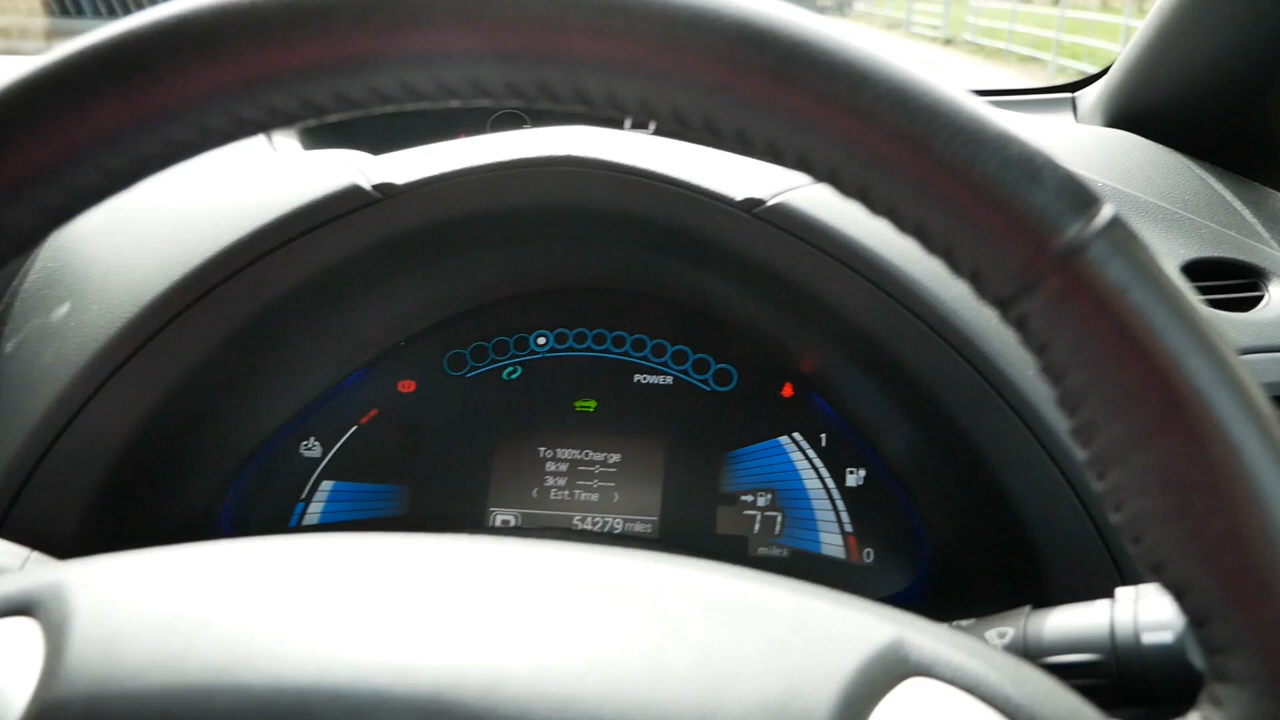 POWER
To 100% Charge
6kW --:--
3kW --:--
< Est.Time >
P 54279 miles
1
77
miles
0